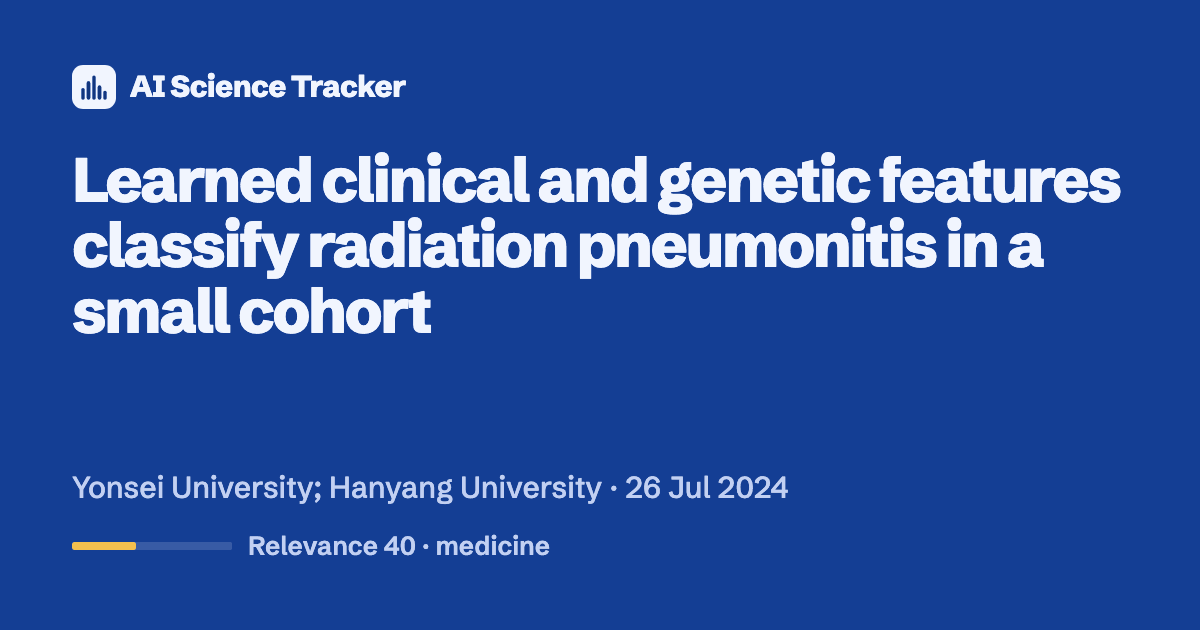 AI Science Tracker
Learned clinical and genetic features
classify radiation pneumonitis in a
small cohort
Yonsei University; Hanyang University · 26 Jul 2024
Relevance 40 · medicine